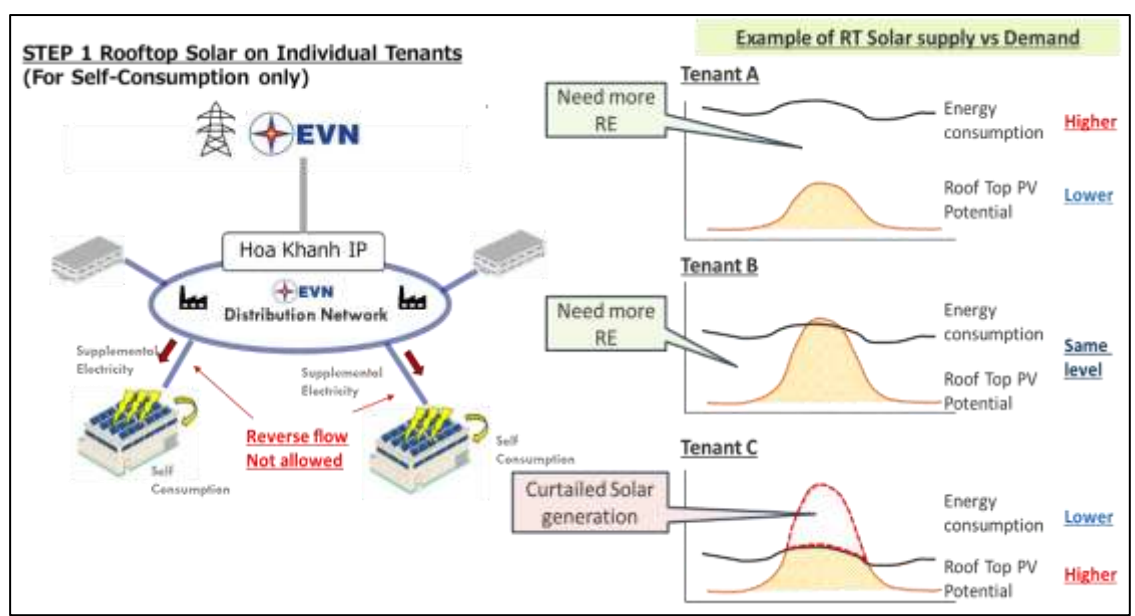 STEP 1 Rooftop Solar on Individual Tenants
(For Self-Consumption only)
EVN
Hoa Khanh IP
EVN
Distribution Network
Supplemental
Electricity
Supplemental
Electricity
Reverse flow
Not allowed
Self
Consumption
Self
Consumption
Example of RT Solar supply vs Demand
Tenant A
Need more
RE
Energy
consumption
Higher
Roof Top PV
Potential
Lower
Tenant B
Need more
RE
Energy
consumption
Same
level
Roof Top PV
Potential
Tenant C
Curtailed Solar
generation
Energy
consumption
Lower
Roof Top PV
Potential
Higher